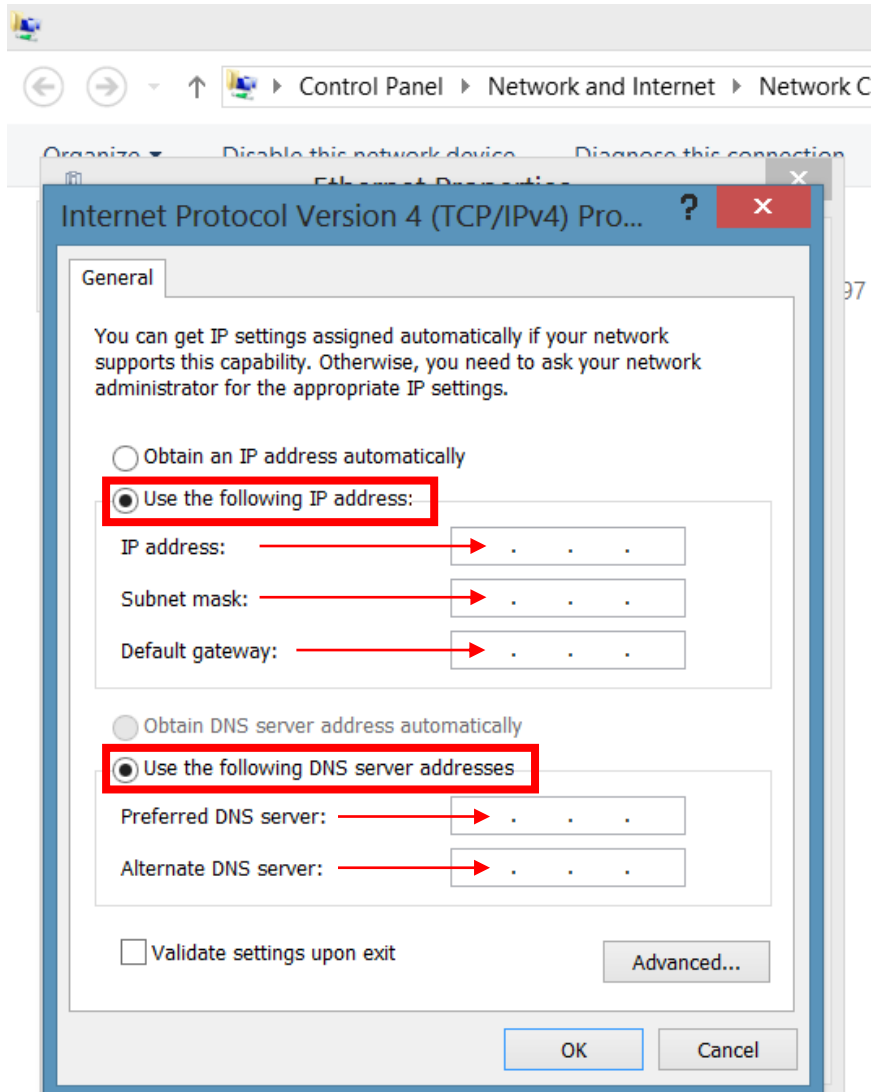 Control Panel Network and Internet Network C
Organize Disable this network device Diagnose this connection
Ethernet Properties
Internet Protocol Version 4 (TCP/IPv4) Pro... ?
General
97
You can get IP settings assigned automatically if your network
supports this capability. Otherwise, you need to ask your network
administrator for the appropriate IP settings.
Obtain an IP address automatically
Use the following IP address:
IP address: . . .
Subnet mask: . . .
Default gateway: . . .
Obtain DNS server address automatically
Use the following DNS server addresses
Preferred DNS server: . . .
Alternate DNS server: . . .
Validate settings upon exit
Advanced...
OK Cancel